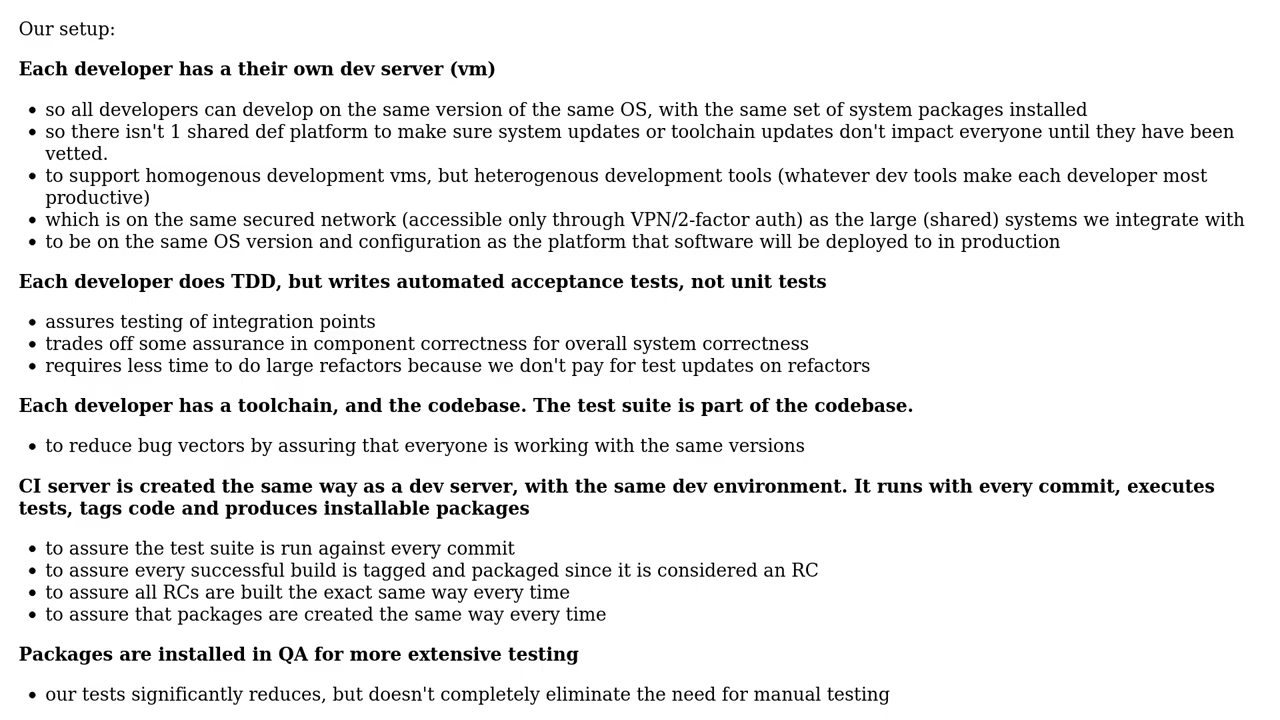 Our setup:
Each developer has a their own dev server (vm)
• so all developers can develop on the same version of the same OS, with the same set of system packages installed
• so there isn't 1 shared def platform to make sure system updates or toolchain updates don't impact everyone until they have been
vetted.
• to support homogenous development vms, but heterogenous development tools (whatever dev tools make each developer most
productive)
• which is on the same secured network (accessible only through VPN/2-factor auth) as the large (shared) systems we integrate with
• to be on the same OS version and configuration as the platform that software will be deployed to in production
Each developer does TDD, but writes automated acceptance tests, not unit tests
• assures testing of integration points
• trades off some assurance in component correctness for overall system correctness
• requires less time to do large refactors because we don't pay for test updates on refactors
Each developer has a toolchain, and the codebase. The test suite is part of the codebase.
• to reduce bug vectors by assuring that everyone is working with the same versions
CI server is created the same way as a dev server, with the same dev environment. It runs with every commit, executes
tests, tags code and produces installable packages
• to assure the test suite is run against every commit
• to assure every successful build is tagged and packaged since it is considered an RC
• to assure all RCs are built the exact same way every time
• to assure that packages are created the same way every time
Packages are installed in QA for more extensive testing
• our tests significantly reduces, but doesn't completely eliminate the need for manual testing